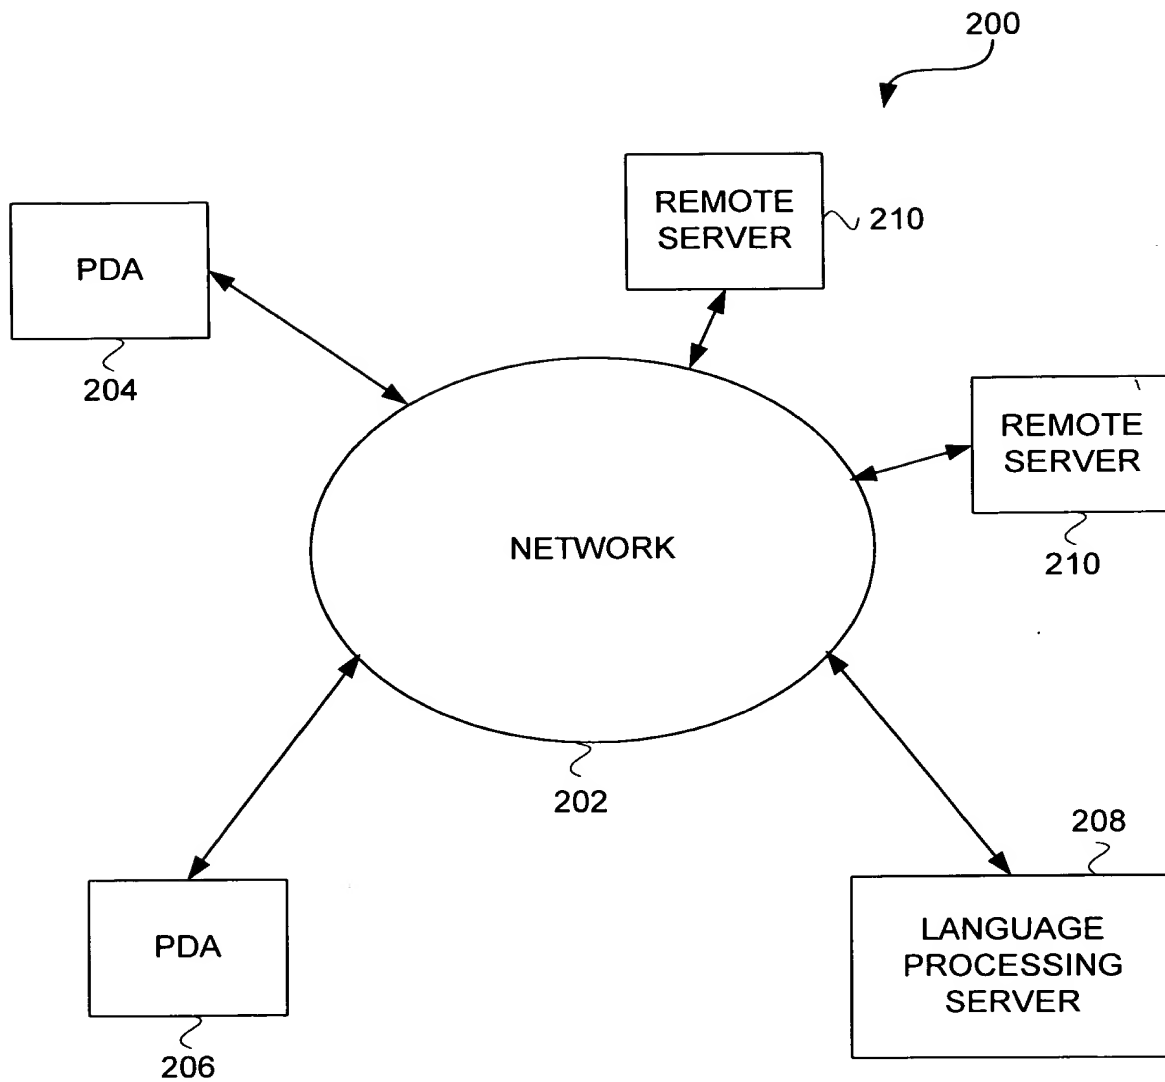 200
REMOTE
SERVER
210
PDA
204
REMOTE
SERVER
210
NETWORK
202
208
LANGUAGE
PROCESSING
SERVER
PDA
206